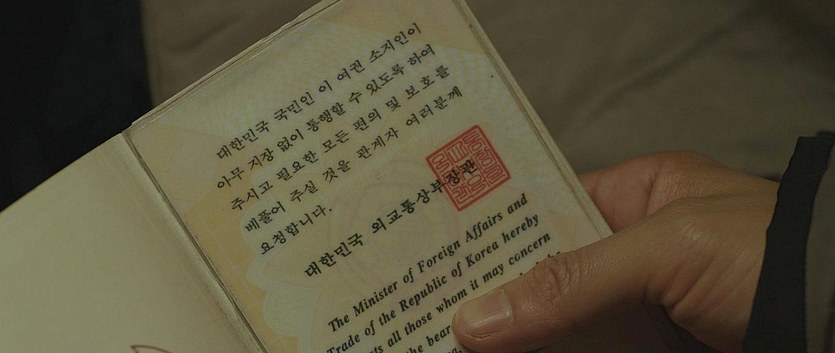 대한민국 국민인 이 여권 소지인이
아무 지장 없이 통행할 수 있도록 하여
주시고 필요한 모든 편의 및 보호를
베풀어 주실 것을 관계자 여러분께
요청합니다.
대한민국 외교통상부장관
The Minister of Foreign Affairs and
Trade of the Republic of Korea hereby
all those whom it may concern
the